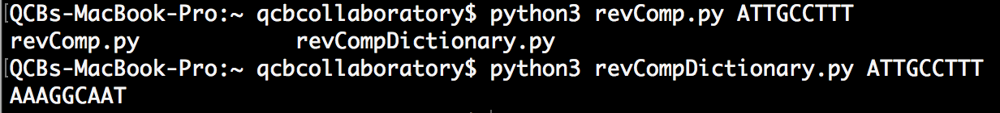 [QCBs-MacBook-Pro:~ qcbcollaboratory$ python3 revComp.py ATTGCCTTT
revComp.py            revCompDictionary.py
[QCBs-MacBook-Pro:~ qcbcollaboratory$ python3 revCompDictionary.py ATTGCCTTT
AAAGGCAAT